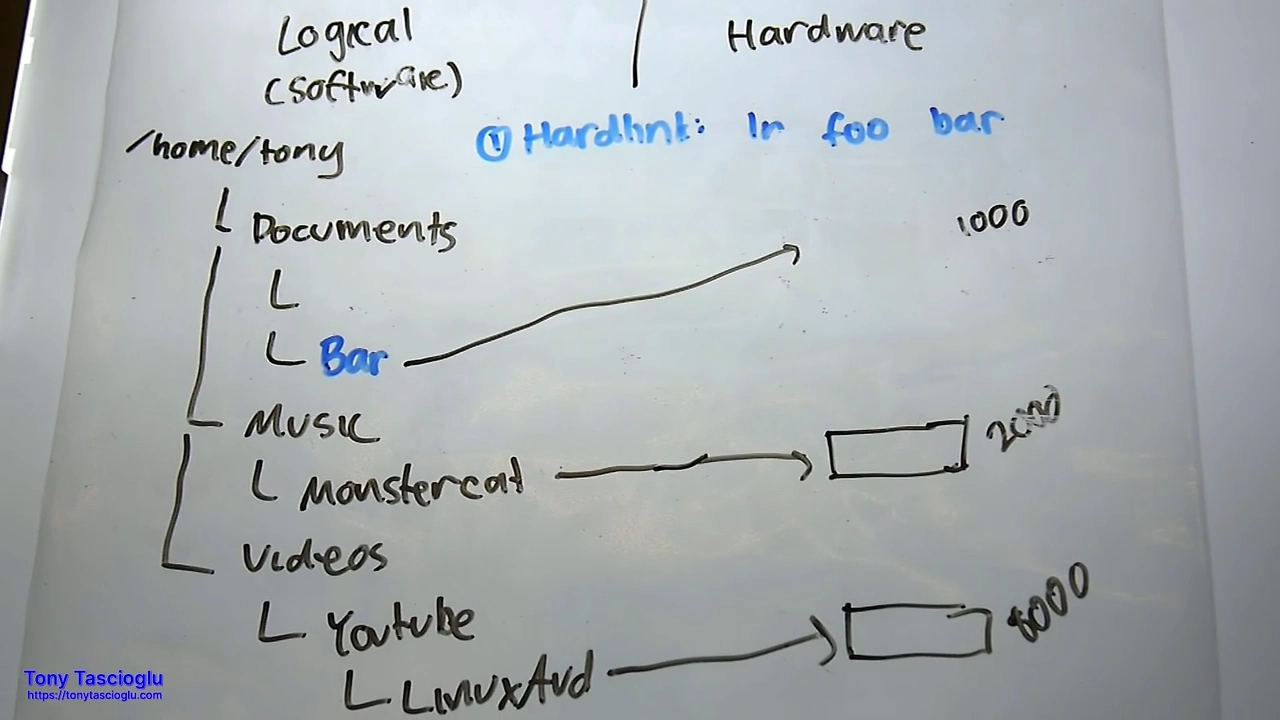 Logical
(Software)
Hardware
/home/tony
① Hardlink: ln foo bar
Documents
1000
Bar
Music
Monstercat
2000
Videos
Youtube
8000
LinuxAvd
Tony Tascioglu
https://tonytascioglu.com